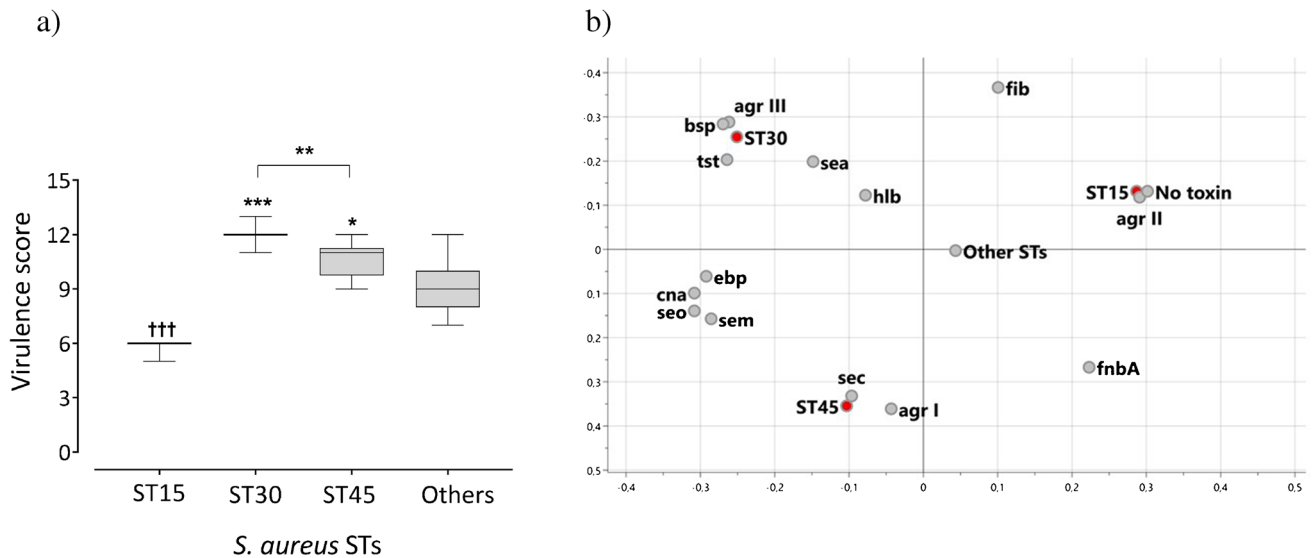 a)
Virulence score
15
12
9
6
3
0
†††
***
**
*
ST15
ST30
ST45
Others
S. aureus STs
b)
-0.4
-0.3
-0.2
-0.1
0
0.1
0.2
0.3
0.4
0.5
fib
agr III
bsp
ST30
tst
sea
hlb
ST15
No toxin
agr II
Other STs
ebp
cna
seo
sem
fnbA
sec
ST45
agr I
-0,4
-0,3
-0,2
-0,1
0
0,1
0,2
0,3
0,4
0,5